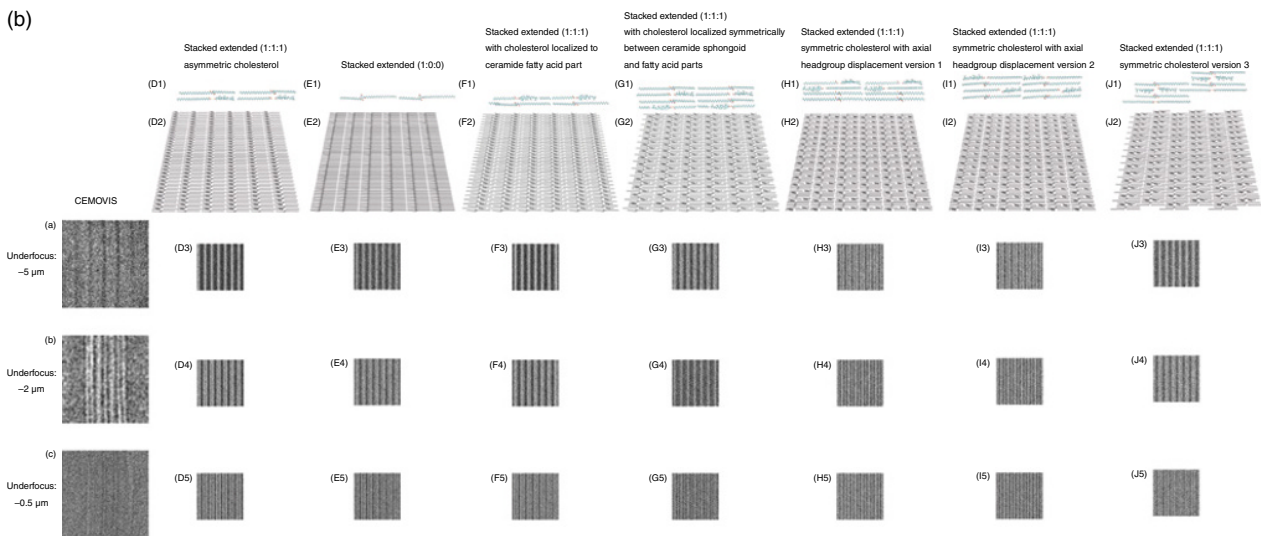 (b)
Stacked extended (1:1:1)
asymmetric cholesterol
Stacked extended (1:0:0)
Stacked extended (1:1:1)
with cholesterol localized to
ceramide fatty acid part
Stacked extended (1:1:1)
with cholesterol localized symmetrically
between ceramide sphongoid
and fatty acid parts
Stacked extended (1:1:1)
symmetric cholesterol with axial
headgroup displacement version 1
Stacked extended (1:1:1)
symmetric cholesterol with axial
headgroup displacement version 2
Stacked extended (1:1:1)
symmetric cholesterol version 3
(D1) (E1) (F1) (G1) (H1) (I1) (J1)
(D2) (E2) (F2) (G2) (H2) (I2) (J2)
CEMOVIS
(a)
Underfocus:
–5 μm
(D3) (E3) (F3) (G3) (H3) (I3) (J3)
(b)
Underfocus:
–2 μm
(D4) (E4) (F4) (G4) (H4) (I4) (J4)
(c)
Underfocus:
–0.5 μm
(D5) (E5) (F5) (G5) (H5) (I5) (J5)